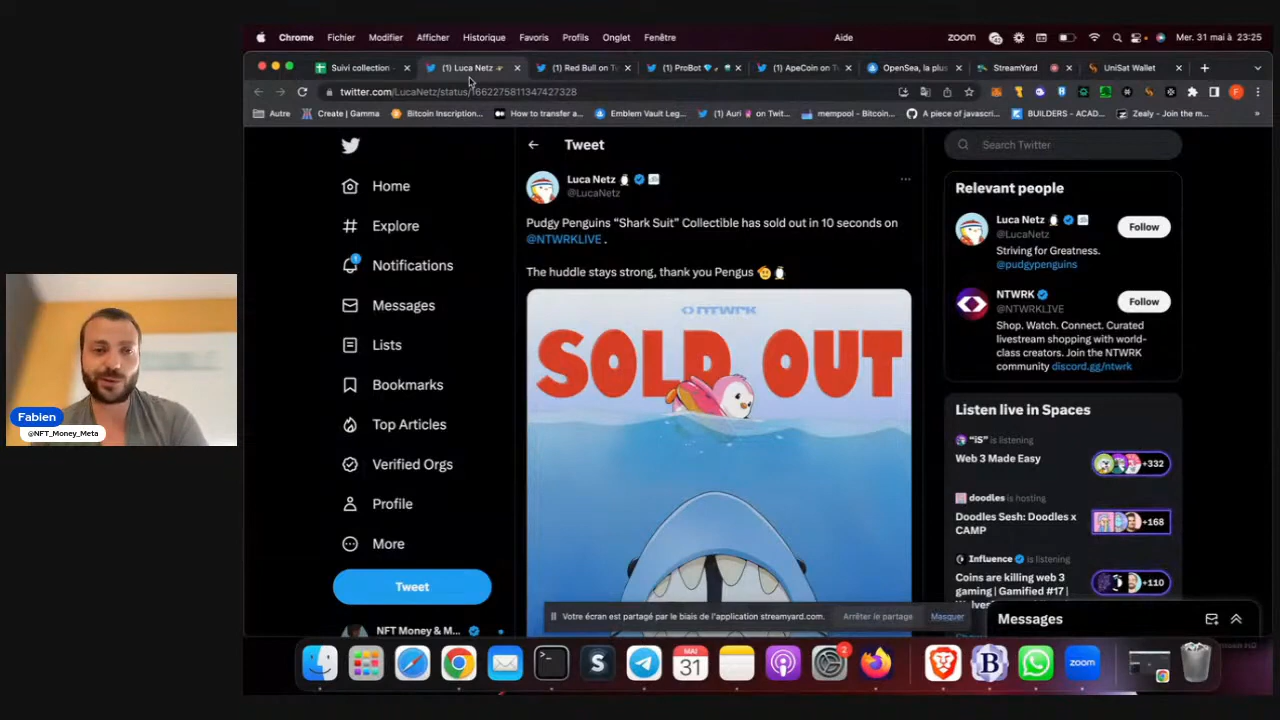 Chrome Fichier Modifier Afficher Historique Favoris Profils Onglet Fenêtre Aide zoom Mer. 31 mai à 23:25
Suivi collection - (1) Luca Netz (1) Red Bull on Tw (1) ProBot (1) ApeCoin on T OpenSea, la plus StreamYard UniSat Wallet
twitter.com/LucaNetz/status/1662275811347427328
Autre Create | Gamma Bitcoin Inscription... How to transfer a... Emblem Vault Leg... (1) Auri on Twit... mempool - Bitcoin... A piece of javascri... BUILDERS - ACAD... Zealy - Join the m...
Home
Explore
Notifications
Messages
Lists
Bookmarks
Top Articles
Verified Orgs
Profile
More
Tweet
NFT Money & M...
Tweet
Luca Netz
@LucaNetz
Pudgy Penguins “Shark Suit” Collectible has sold out in 10 seconds on
@NTWRKLIVE .
The huddle stays strong, thank you Pengus
NTWRK
SOLD OUT
Votre écran est partagé par le biais de l'application streamyard.com. Arrêter le partage Masquer
Search Twitter
Relevant people
Luca Netz
@LucaNetz
Follow
Striving for Greatness.
@pudgypenguins
NTWRK
@NTWRKLIVE
Follow
Shop. Watch. Connect. Curated
livestream shopping with world-
class creators. Join the NTWRK
community discord.gg/ntwrk
Listen live in Spaces
“iS” is listening
Web 3 Made Easy
+332
doodles is hosting
Doodles Sesh: Doodles x
CAMP
+168
Influence is listening
Coins are killing web 3
gaming | Gamified #17 |
+110
Messages
Fabien
@NFT_Money_Meta
MAI
31
2
zoom